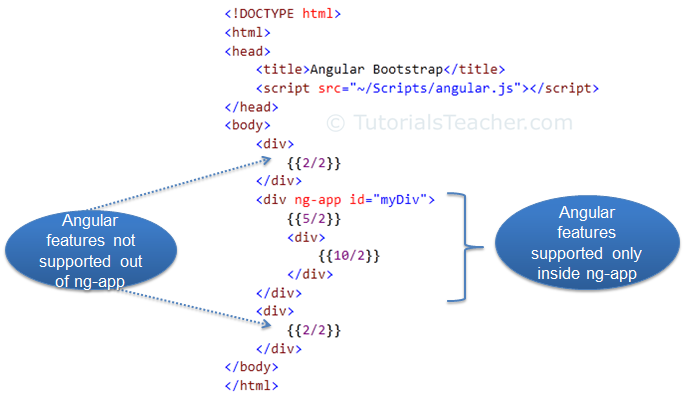 <!DOCTYPE html>
<html>
<head>
<title>Angular Bootstrap</title>
<script src="~/Scripts/angular.js"></script>
</head>
<body>
© TutorialsTeacher.com
<div>
{{2/2}}
</div>
<div ng-app id="myDiv">
{{5/2}}
<div>
{{10/2}}
</div>
</div>
<div>
{{2/2}}
</div>
</body>
</html>
Angular
features not
supported out
of ng-app
Angular
features
supported only
inside ng-app